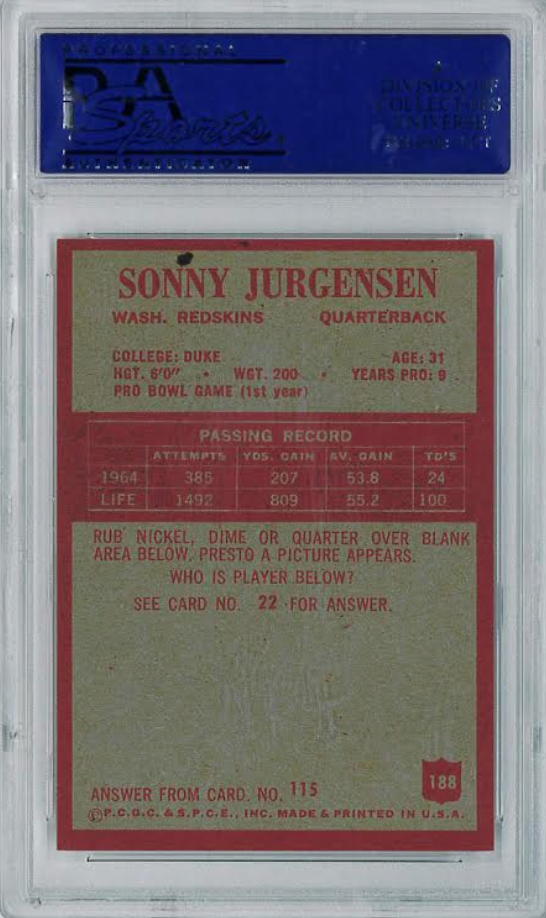 PROFESSIONAL
PSA
Sports
AUTHENTICATION
A
DIVISION OF
COLLECTORS
UNIVERSE
SONNY JURGENSEN
WASH. REDSKINS QUARTERBACK
COLLEGE: DUKE AGE: 31
HGT. 6'0" • WGT. 200 • YEARS PRO: 9
PRO BOWL GAME (1st year)
PASSING RECORD
ATTEMPTS YDS. GAIN AV. GAIN TD'S
1964 385 207 53.8 24
LIFE 1492 809 55.2 100
RUB NICKEL, DIME OR QUARTER OVER BLANK
AREA BELOW. PRESTO A PICTURE APPEARS.
WHO IS PLAYER BELOW?
SEE CARD NO. 22 FOR ANSWER.
188
ANSWER FROM CARD. NO. 115
©P.C.G.C. & S.P.C.E., INC. MADE & PRINTED IN U.S.A.